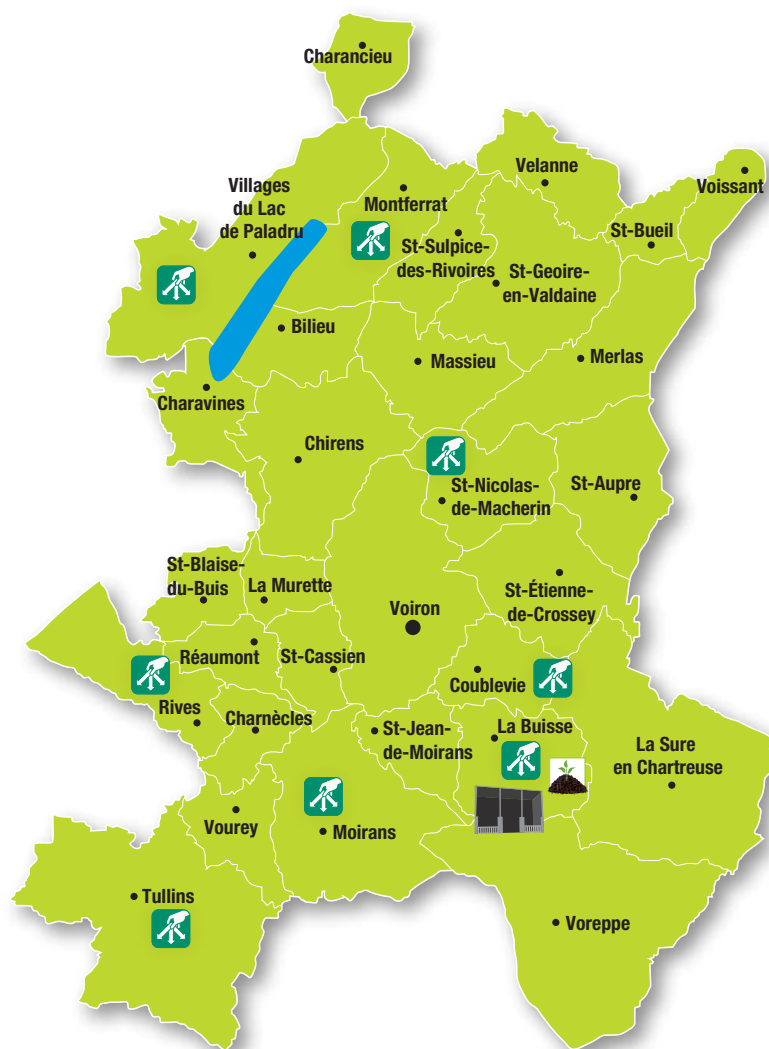 Charancieu
Velanne
Voissant
Villages
du Lac
de Paladru
Montferrat
St-Sulpice-
des-Rivoires
St-Bueil
St-Geoire-
en-Valdaine
Bilieu
Massieu
Merlas
Charavines
Chirens
St-Nicolas-
de-Macherin
St-Aupre
St-Blaise-
du-Buis
La Murette
St-Étienne-
de-Crossey
Voiron
Réaumont
St-Cassien
Coublevie
Rives
Charnècles
St-Jean-
de-Moirans
La Buisse
La Sure
en Chartreuse
Vourey
Moirans
Tullins
Voreppe